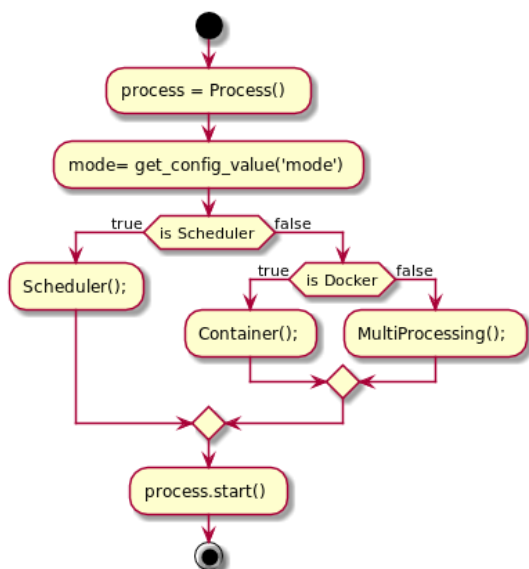 process = Process()
mode= get_config_value('mode')
true
is Scheduler
false
Scheduler();
true
is Docker
false
Container();
MultiProcessing();
process.start()